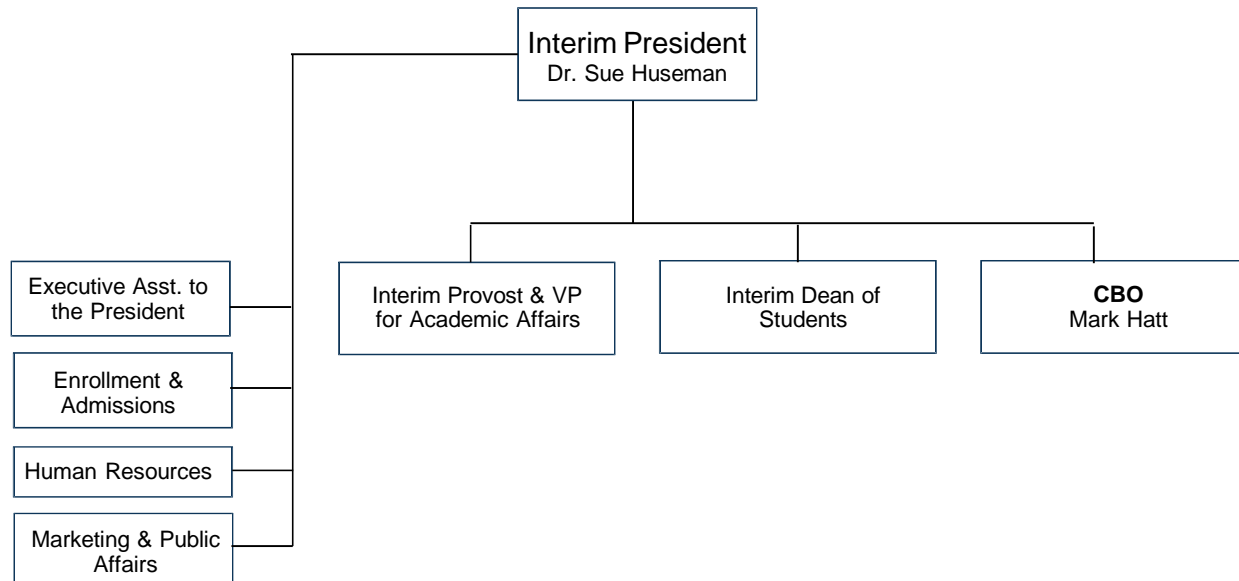 Interim President
Dr. Sue Huseman
Executive Asst. to
the President
Interim Provost & VP
for Academic Affairs
Interim Dean of
Students
CBO
Mark Hatt
Enrollment &
Admissions
Human Resources
Marketing & Public
Affairs